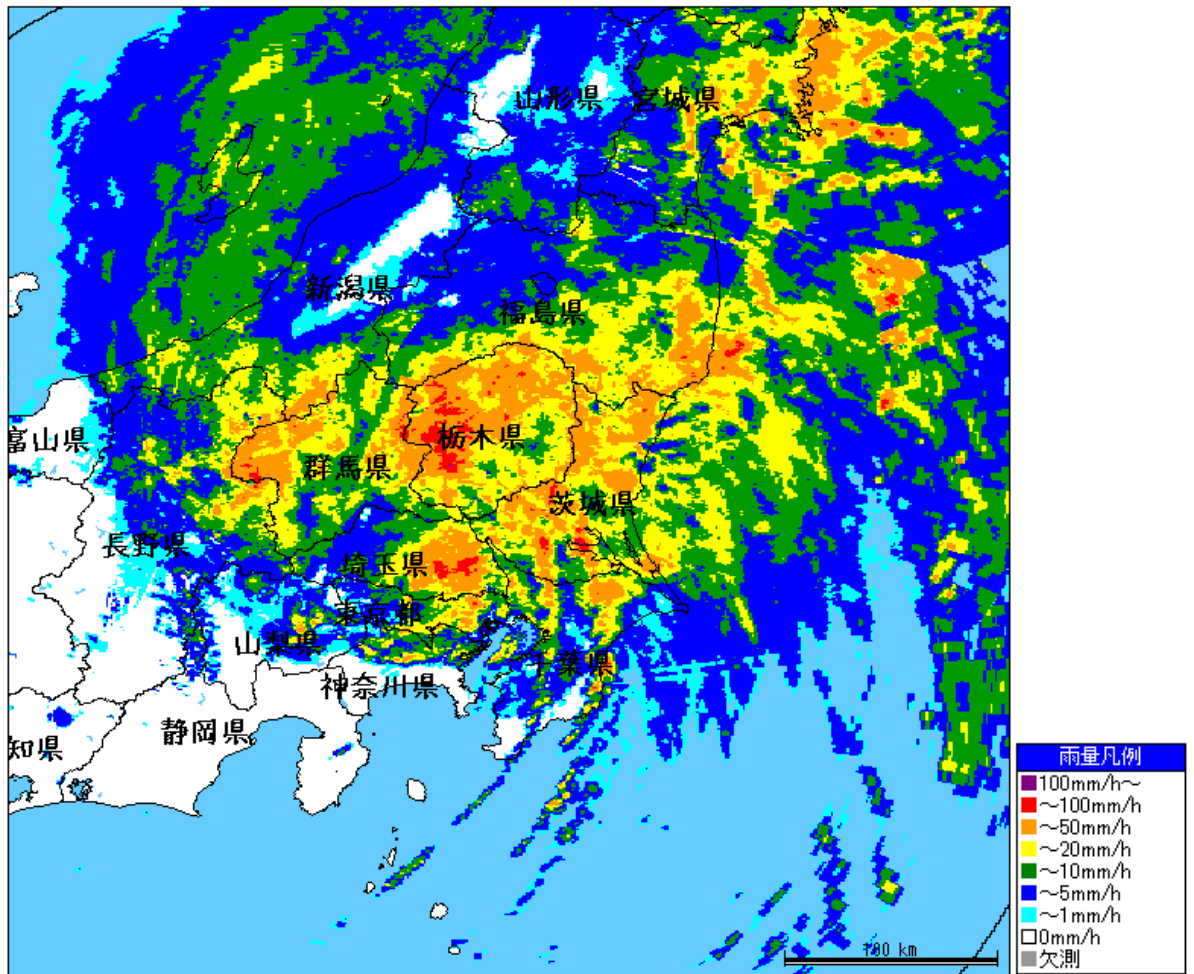 山形県
宮城県
新潟県
福島県
富山県
群馬県
栃木県
茨城県
長野県
埼玉県
東京都
山梨県
千葉県
神奈川県
静岡県
知県
100 km
雨量凡例
100mm/h～
～100mm/h
～50mm/h
～20mm/h
～10mm/h
～5mm/h
～1mm/h
0mm/h
欠測